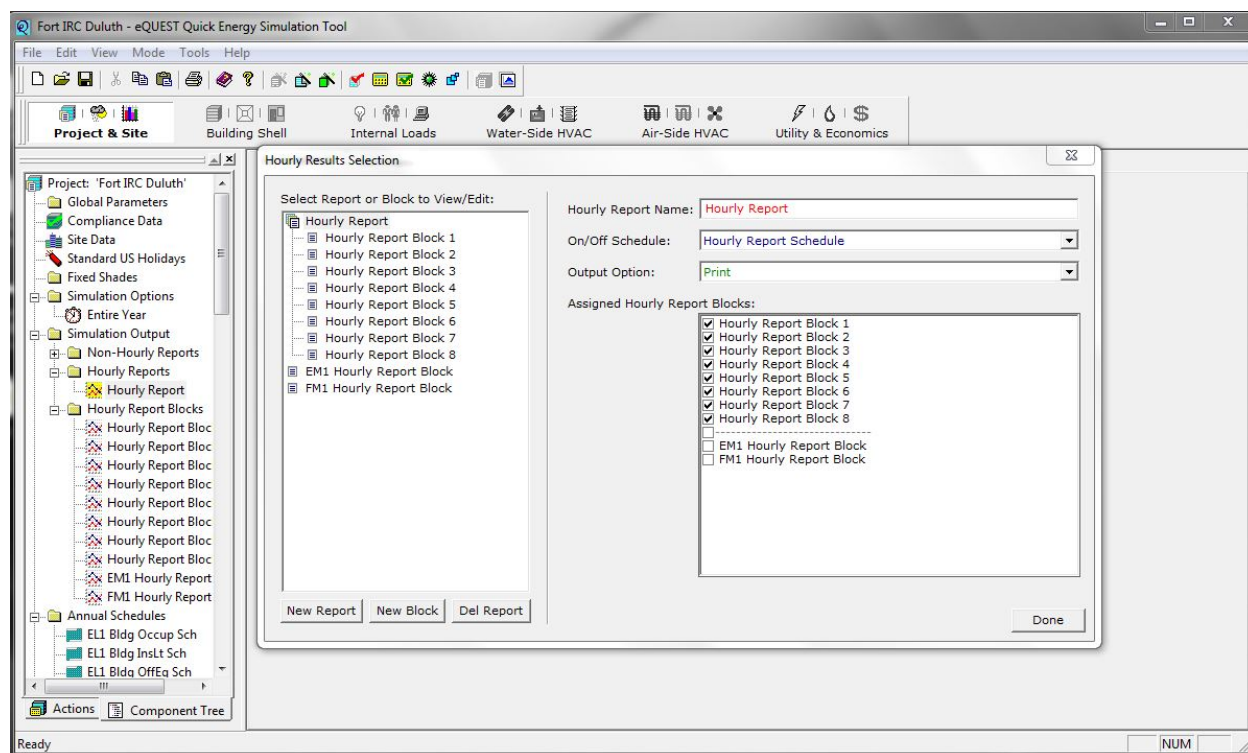 Fort IRC Duluth - eQUEST Quick Energy Simulation Tool
File Edit View Mode Tools Help
Project & Site Building Shell Internal Loads Water-Side HVAC Air-Side HVAC Utility & Economics
Project: 'Fort IRC Duluth'
Global Parameters
Compliance Data
Site Data
Standard US Holidays
Fixed Shades
Simulation Options
Entire Year
Simulation Output
Non-Hourly Reports
Hourly Reports
Hourly Report
Hourly Report Blocks
Hourly Report Bloc
Hourly Report Bloc
Hourly Report Bloc
Hourly Report Bloc
Hourly Report Bloc
Hourly Report Bloc
Hourly Report Bloc
Hourly Report Bloc
EM1 Hourly Report
FM1 Hourly Report
Annual Schedules
EL1 Bldg Occup Sch
EL1 Bldg InsLt Sch
EL1 Bldg OffEq Sch
Actions Component Tree
Hourly Results Selection
Select Report or Block to View/Edit:
Hourly Report
Hourly Report Block 1
Hourly Report Block 2
Hourly Report Block 3
Hourly Report Block 4
Hourly Report Block 5
Hourly Report Block 6
Hourly Report Block 7
Hourly Report Block 8
EM1 Hourly Report Block
FM1 Hourly Report Block
New Report New Block Del Report
Hourly Report Name: Hourly Report
On/Off Schedule: Hourly Report Schedule
Output Option: Print
Assigned Hourly Report Blocks:
Hourly Report Block 1
Hourly Report Block 2
Hourly Report Block 3
Hourly Report Block 4
Hourly Report Block 5
Hourly Report Block 6
Hourly Report Block 7
Hourly Report Block 8
EM1 Hourly Report Block
FM1 Hourly Report Block
Done
Ready NUM